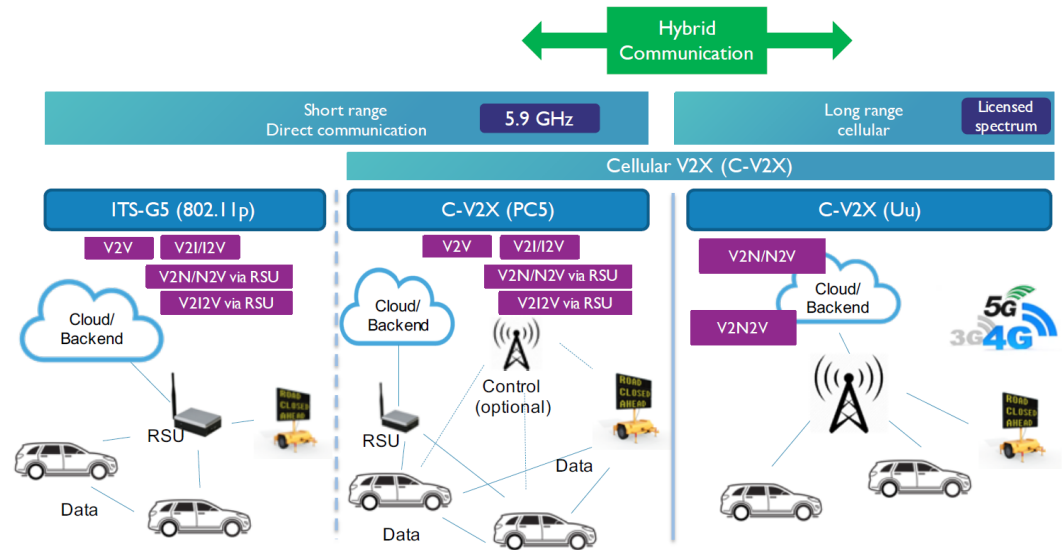 Hybrid
Communication
Short range
Direct communication
5.9 GHz
Long range
cellular
Licensed
spectrum
Cellular V2X (C-V2X)
ITS-G5 (802.11p)
V2V
V2I/I2V
V2N/N2V via RSU
V2I2V via RSU
Cloud/
Backend
RSU
ROAD
CLOSED
AHEAD
Data
C-V2X (PC5)
V2V
V2I/I2V
V2N/N2V via RSU
V2I2V via RSU
Cloud/
Backend
Control
(optional)
RSU
ROAD
CLOSED
AHEAD
Data
Data
C-V2X (Uu)
V2N/N2V
Cloud/
Backend
V2N2V
5G
3G
4G
ROAD
CLOSED
AHEAD